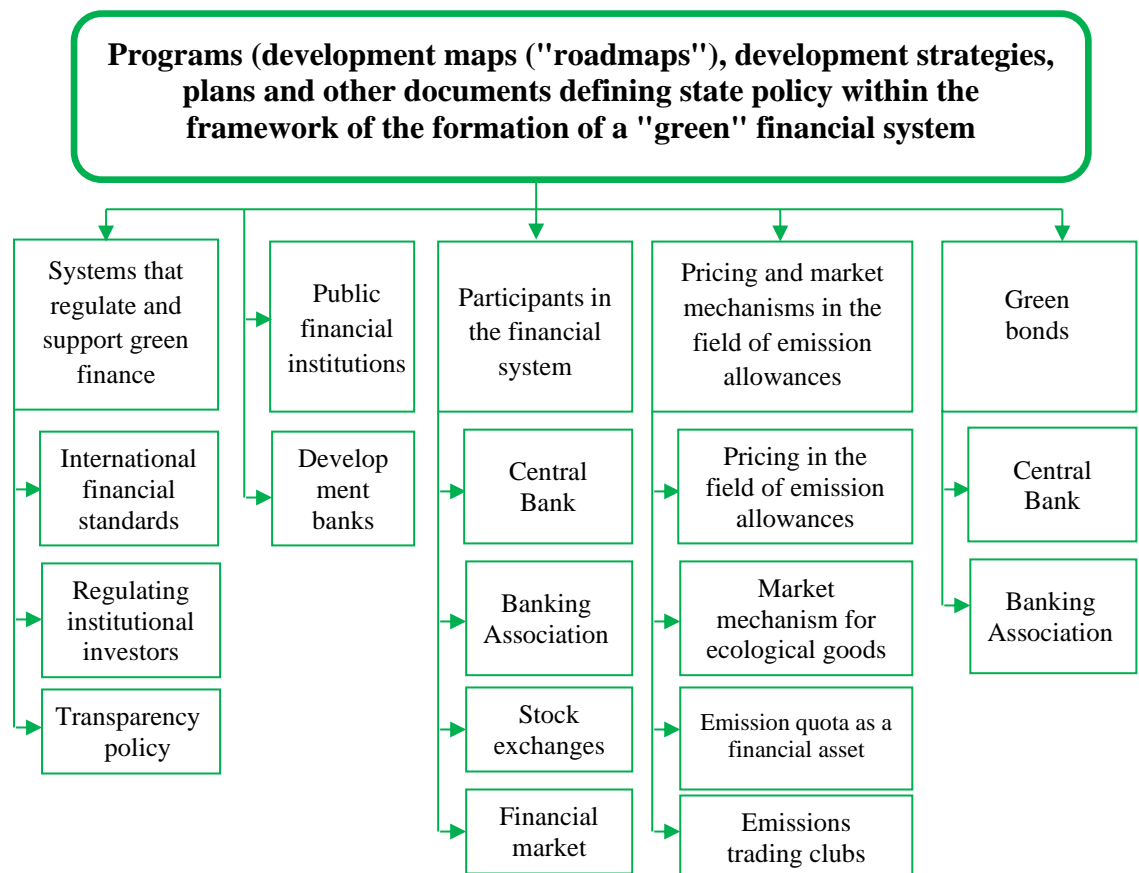 Programs (development maps ("roadmaps"), development strategies,
plans and other documents defining state policy within the
framework of the formation of a "green" financial system
Systems that
regulate and
support green
finance
Public
financial
institutions
Participants in
the financial
system
Pricing and market
mechanisms in the
field of emission
allowances
Green
bonds
International
financial
standards
Develop
ment
banks
Central
Bank
Pricing in the
field of emission
allowances
Central
Bank
Regulating
institutional
investors
Banking
Association
Market
mechanism for
ecological goods
Banking
Association
Transparency
policy
Stock
exchanges
Emission quota as a
financial asset
Financial
market
Emissions
trading clubs